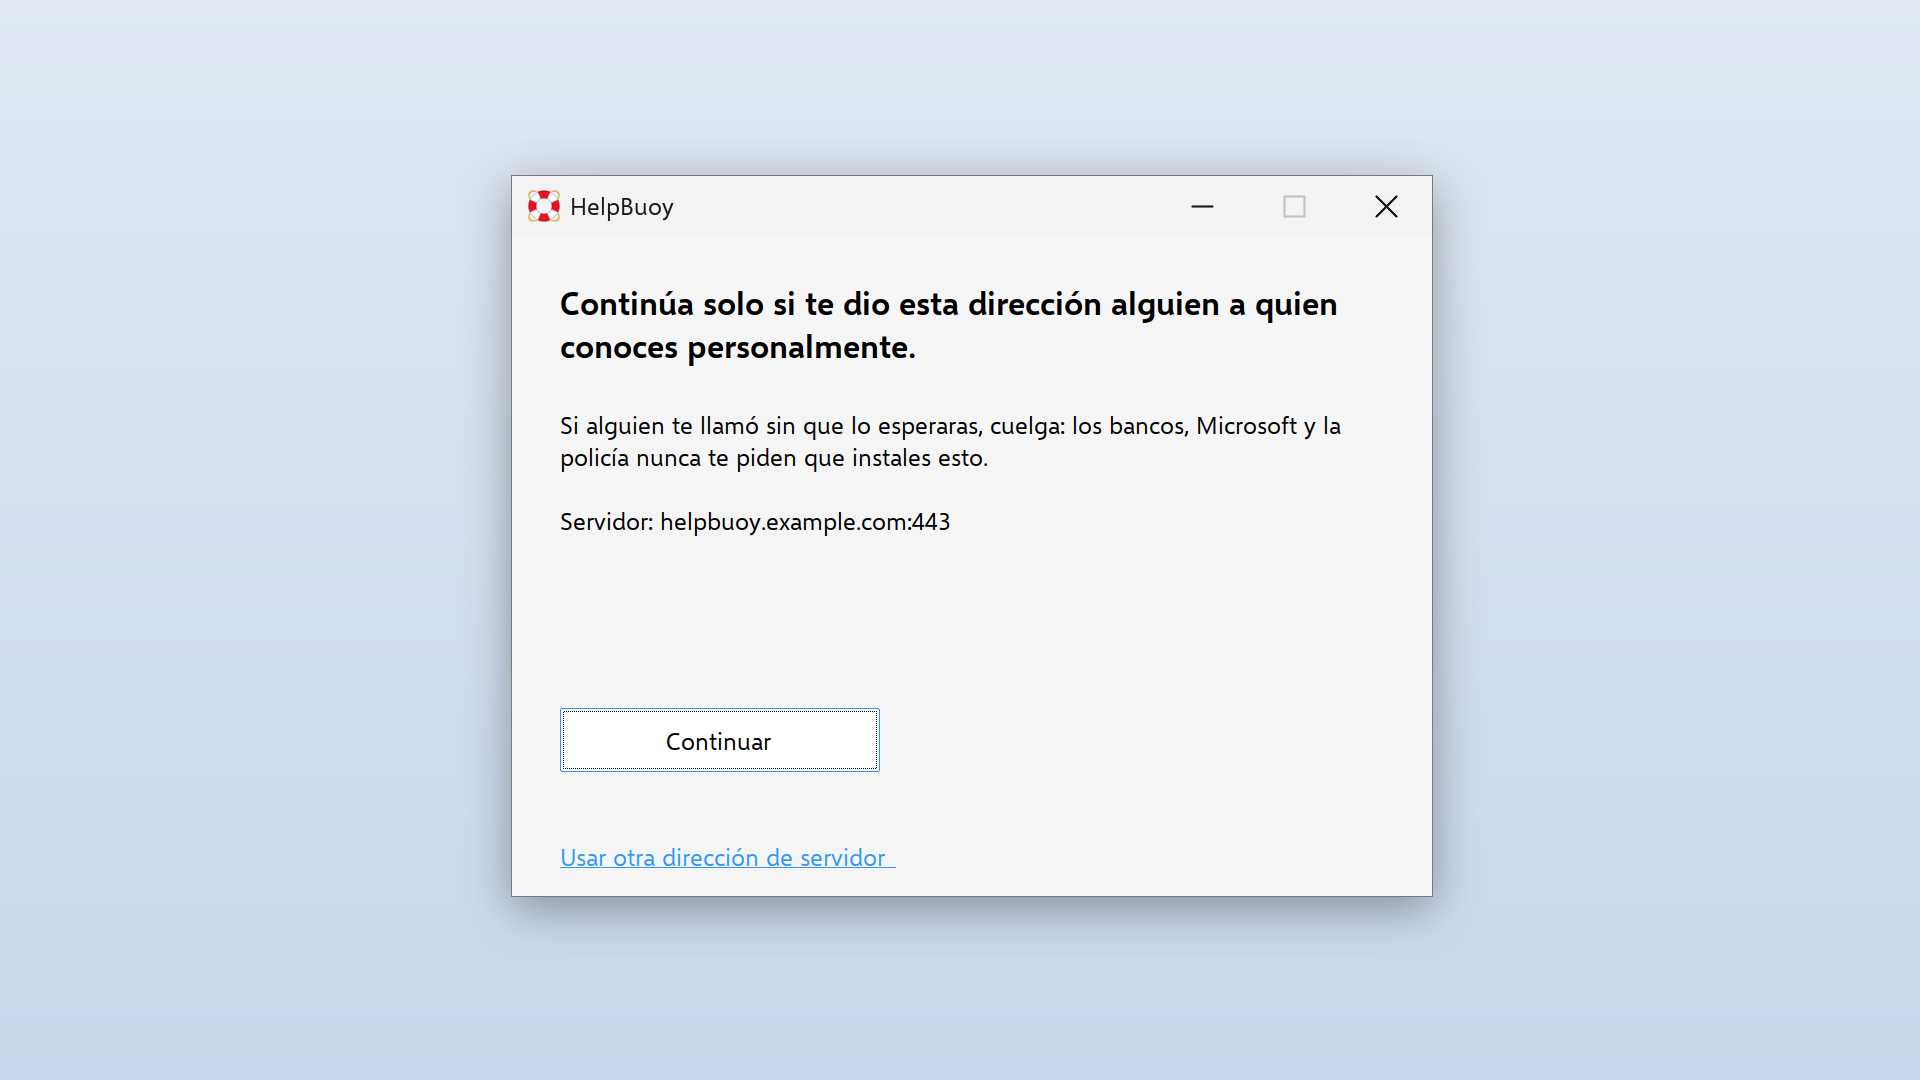 HelpBuoy
Continúa solo si te dio esta dirección alguien a quien
conoces personalmente.
Si alguien te llamó sin que lo esperaras, cuelga: los bancos, Microsoft y la
policía nunca te piden que instales esto.
Servidor: helpbuoy.example.com:443
Continuar
Usar otra dirección de servidor